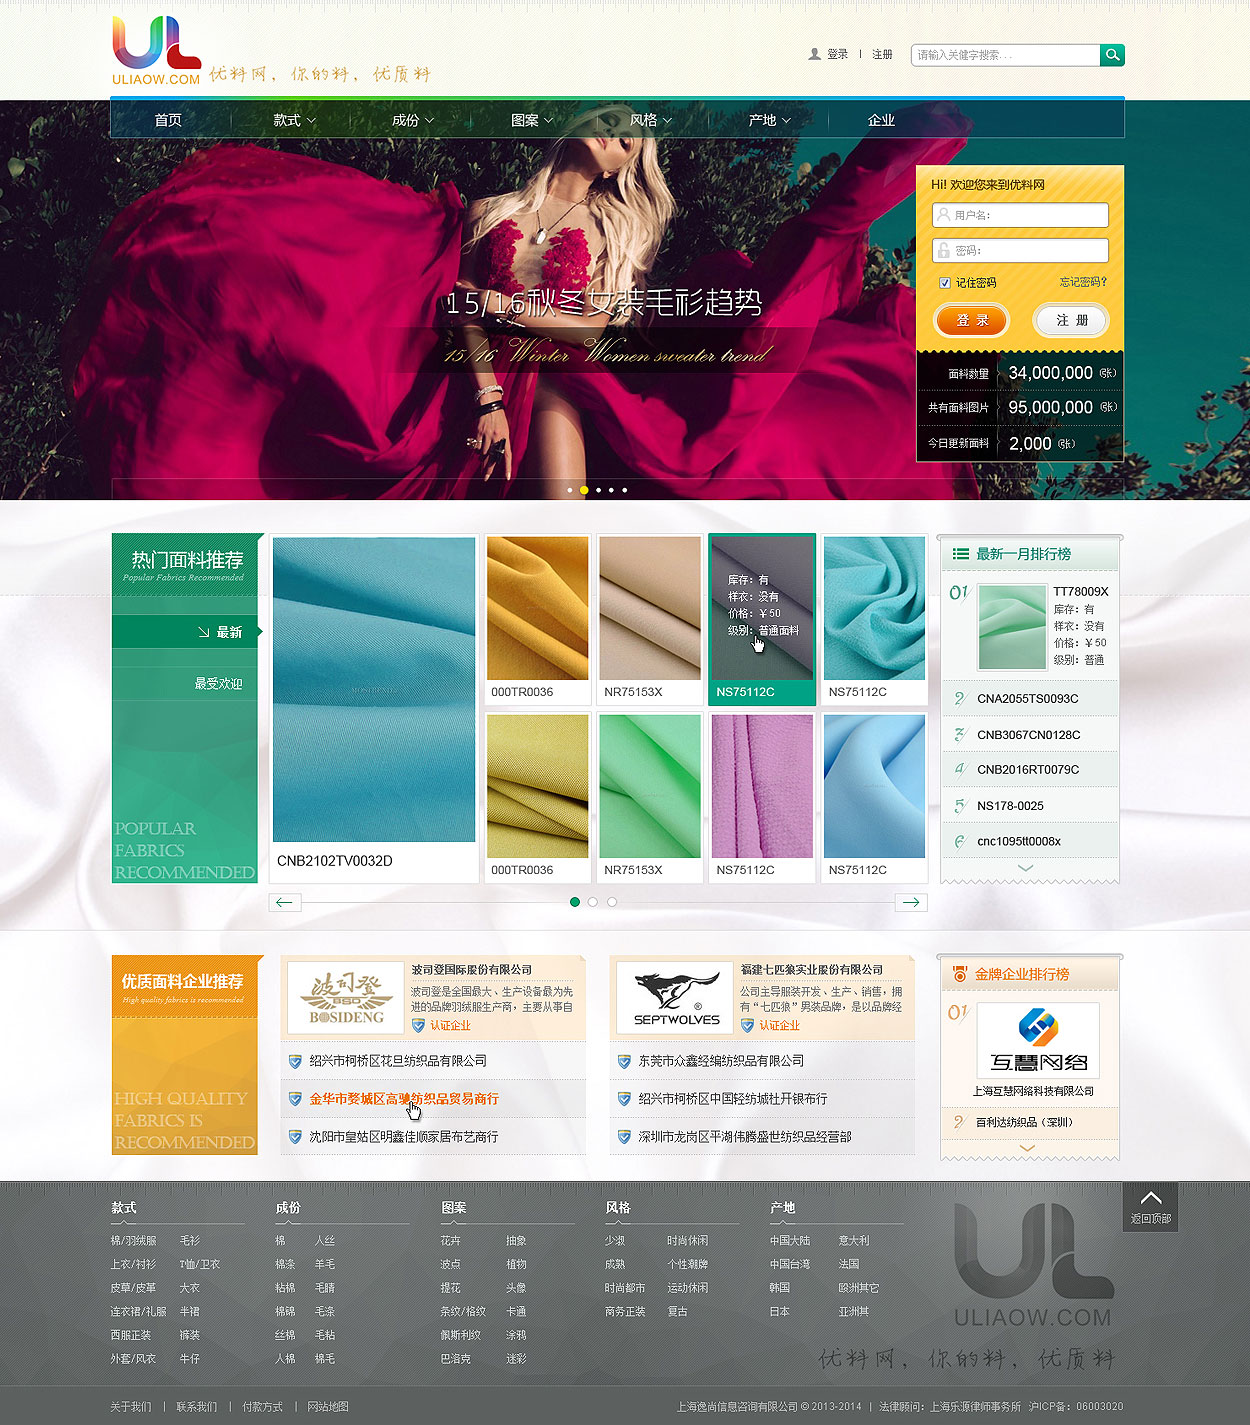 ULIAOW.COM 优料网，你的料，优质料
登录 | 注册
请输入关健字搜索...
首页 款式 成份 图案 风格 产地 企业
Hi! 欢迎您来到优料网
用户名：
密码：
记住密码 忘记密码?
登 录 注 册
15/16秋冬女装毛衫趋势
15/16 Winter Women sweater trend
面料数量 34,000,000 (张)
共有面料图片 95,000,000 (张)
今日更新面料 2,000 (张)
热门面料推荐
Popular Fabrics Recommended
最新
最受欢迎
POPULAR
FABRICS
RECOMMENDED
CNB2102TV0032D
000TR0036
NR75153X
库存：有
样衣：没有
价格：￥50
级别：普通面料
NS75112C
NS75112C
000TR0036
NR75153X
NS75112C
NS75112C
最新一月排行榜
01
TT78009X
库存：有
样衣：没有
价格：￥50
级别：普通
2 CNA2055TS0093C
3 CNB3067CN0128C
4 CNB2016RT0079C
5 NS178-0025
6 cnc1095tt0008x
优质面料企业推荐
High quality fabrics is recommended
HIGH QUALITY
FABRICS IS
RECOMMENDED
波司登
BSD
BOSIDENG
波司登国际股份有限公司
波司登是全国最大、生产设备最为先
进的品牌羽绒服生产商，主要从事自
认证企业
绍兴市柯桥区花旦纺织品有限公司
金华市婺城区高驰纺织品贸易商行
沈阳市皇姑区明鑫佳顺家居布艺商行
SEPTWOLVES
福建七匹狼实业股份有限公司
公司主导服装开发、生产、销售，拥
有“七匹狼”男装品牌，是以品牌经
认证企业
东莞市众鑫经编纺织品有限公司
绍兴市柯桥区中国轻纺城杜开银布行
深圳市龙岗区平湖伟腾盛世纺织品经营部
金牌企业排行榜
01
互慧网络
上海互慧网络科技有限公司
2 百利达纺织品（深圳）
款式 成份 图案 风格 产地
返回顶部
棉/羽绒服 毛衫 棉 人丝 花卉 抽象 少淑 时尚休闲 中国大陆 意大利
上衣/衬衫 T恤/卫衣 棉涤 羊毛 波点 植物 成熟 个性潮牌 中国台湾 法国
皮草/皮革 大衣 粘棉 毛晴 提花 头像 时尚都市 运动休闲 韩国 欧洲其它
连衣裙/礼服 半裙 棉锦 毛涤 条纹/格纹 卡通 商务正装 复古 日本 亚洲其
西服正装 裤装 丝棉 毛粘 佩斯利纹 涂鸦
外套/风衣 牛仔 人棉 棉毛 巴洛克 迷彩
ULIAOW.COM
优料网，你的料，优质料
关于我们 | 联系我们 | 付款方式 | 网站地图
上海逸尚信息咨询有限公司 © 2013-2014 | 法律顾问：上海乐源律师事务所 沪ICP备：06003020